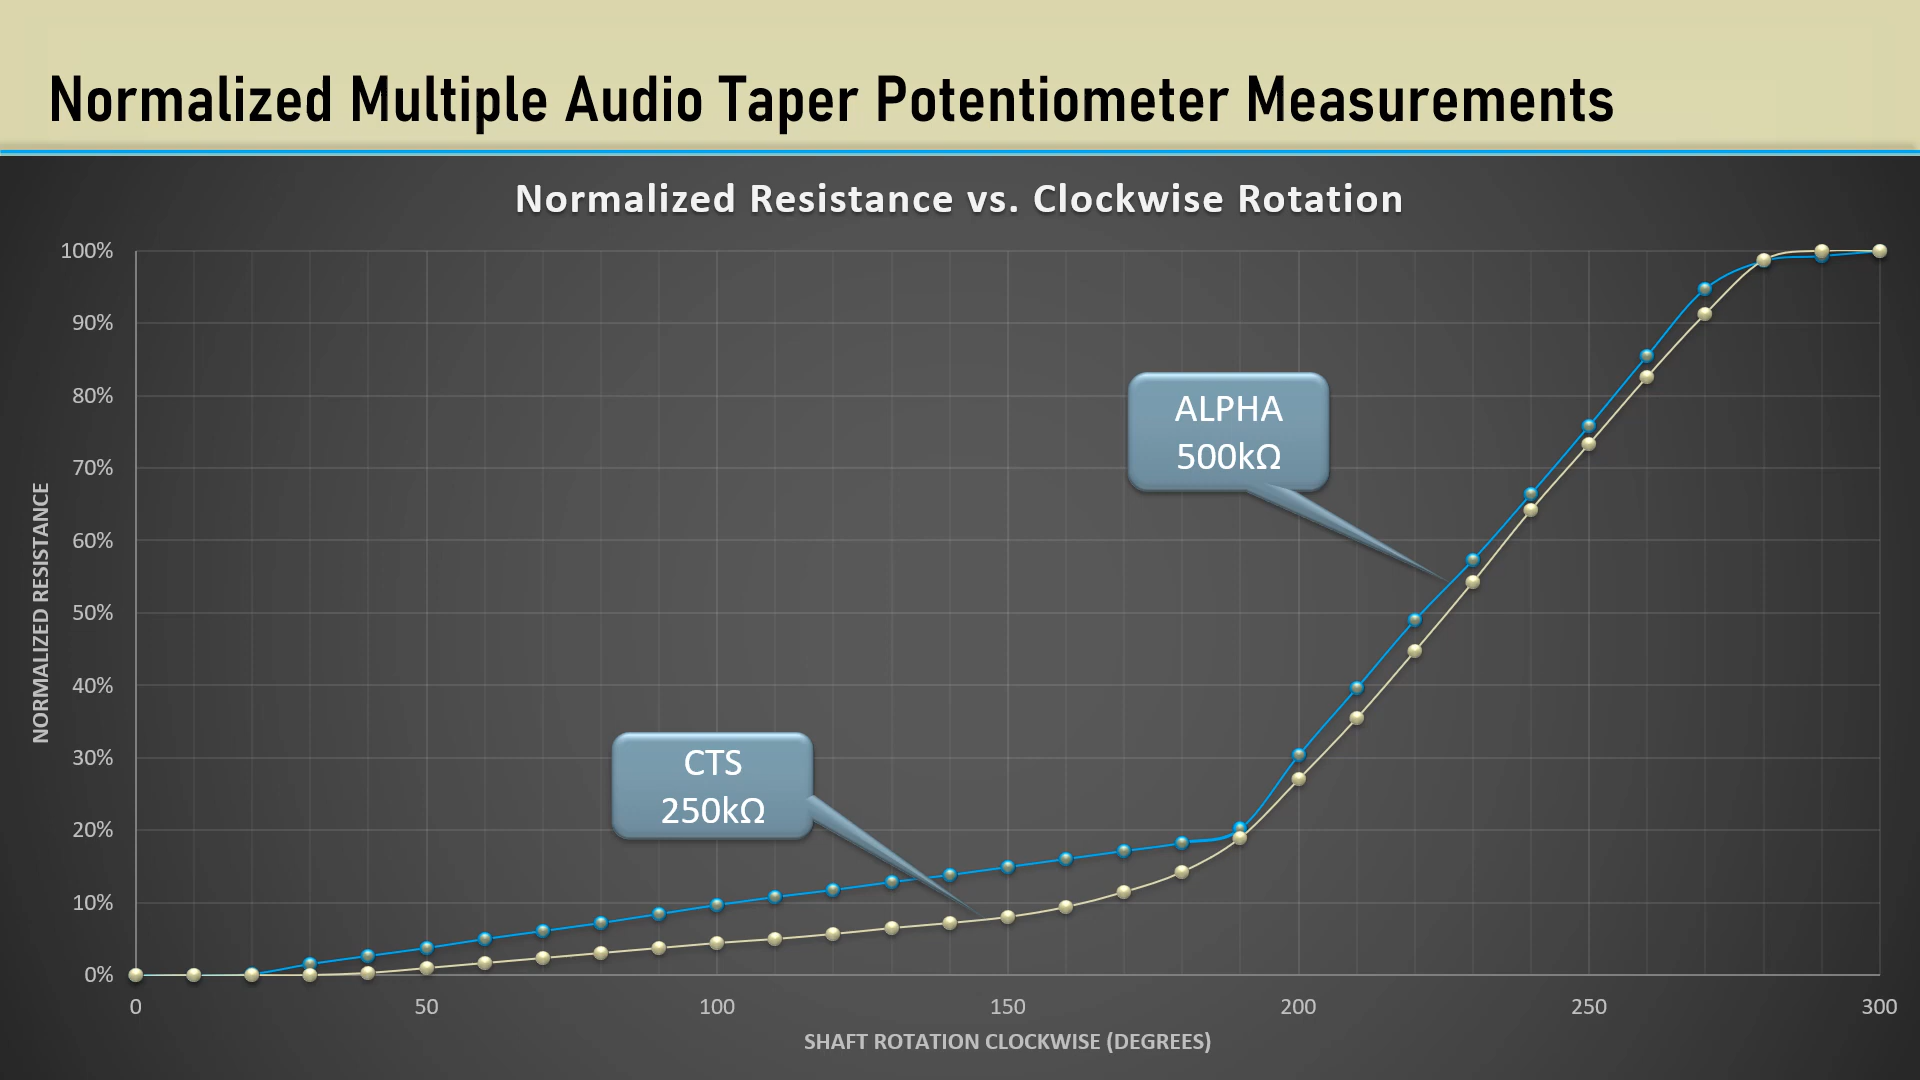 Normalized Multiple Audio Taper Potentiometer Measurements
Normalized Resistance vs. Clockwise Rotation
100%
90%
80%
70%
60%
50%
40%
30%
20%
10%
0%
NORMALIZED RESISTANCE
ALPHA
500kΩ
CTS
250kΩ
0 50 100 150 200 250 300
SHAFT ROTATION CLOCKWISE (DEGREES)